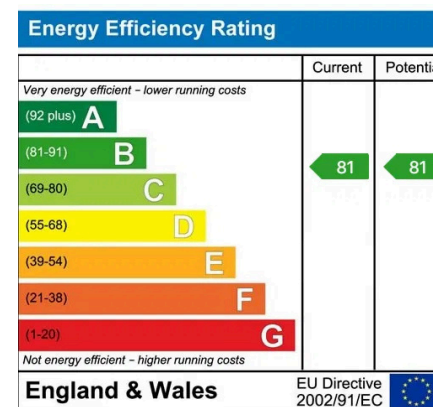 Energy Efficiency Rating
Current Potentia
Very energy efficient – lower running costs
(92 plus) A
(81-91) B
81 81
(69-80) C
(55-68) D
(39-54) E
(21-38) F
(1-20) G
Not energy efficient – higher running costs
England & Wales
EU Directive
2002/91/EC